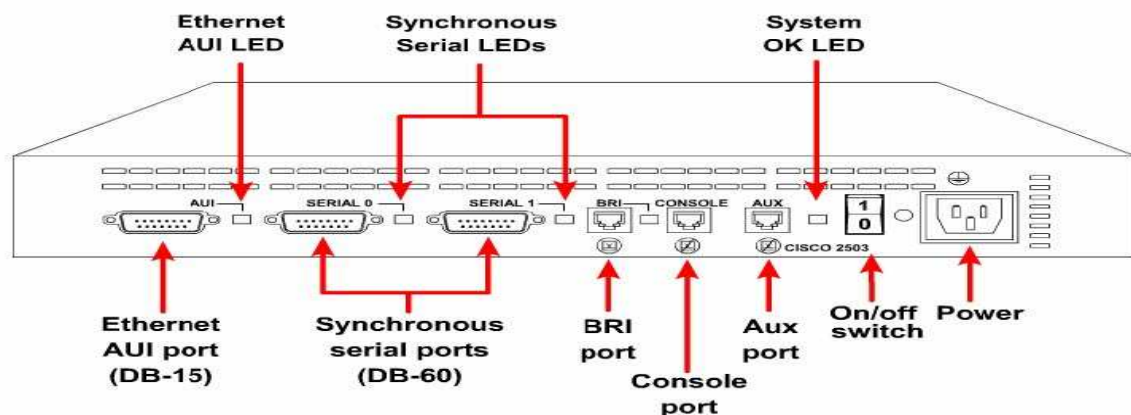 Ethernet
AUI LED
Synchronous
Serial LEDs
System
OK LED
AUI
SERIAL 0
SERIAL 1
BRI
CONSOLE
AUX
1
0
CISCO 2503
Ethernet
AUI port
(DB-15)
Synchronous
serial ports
(DB-60)
BRI
port
Console
port
Aux
port
On/off
switch
Power